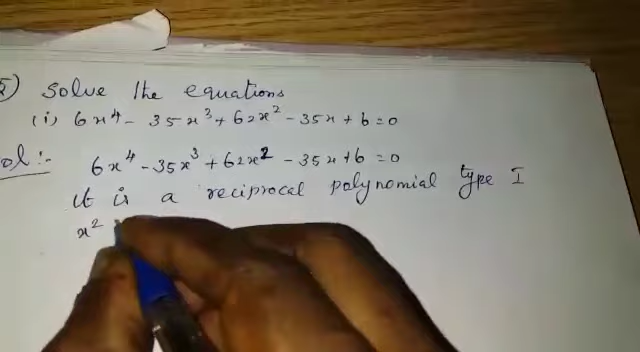 5) Solve the equations
(i) 6x⁴ - 35x³ + 62x² - 35x + 6 = 0
ol :- 6x⁴ - 35x³ + 62x² - 35x + 6 = 0
it is a reciprocal polynomial type I
x²